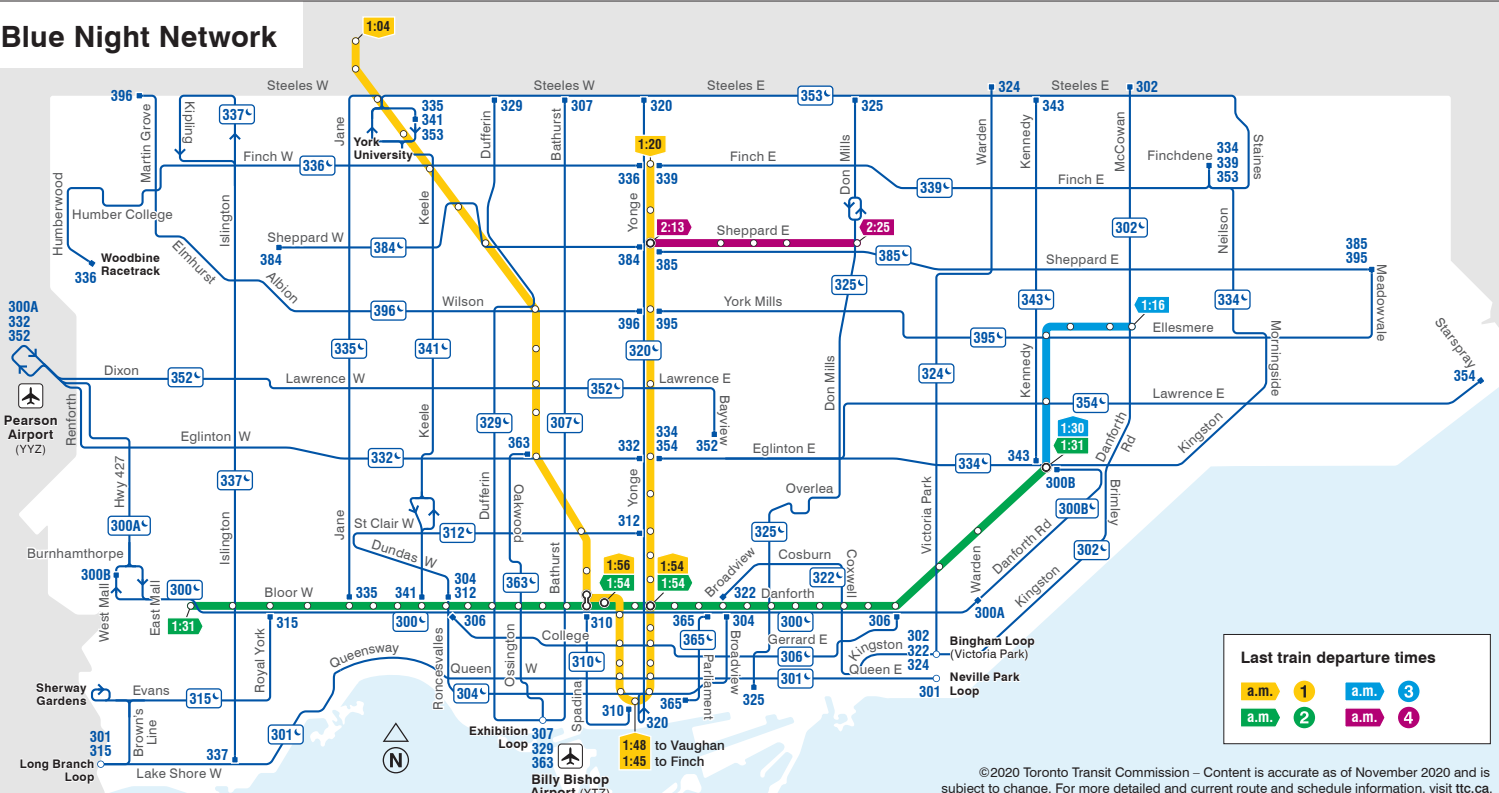 Blue Night Network
1:04
Steeles W
Steeles W
Steeles E
Steeles E
396
337
353
324
302
335
341
353
329
307
320
325
343
Martin Grove
Kipling
Jane
York
University
Dufferin
Bathurst
1:20
Don Mills
Warden
Kennedy
McCowan
Finchdene
334
339
353
Staines
Finch W
336
336
339
Finch E
339
Finch E
Humberwood
Humber College
Islington
Keele
Yonge
2:13
Sheppard E
2:25
302
Neilson
Sheppard W
384
384
384
385
385
Sheppard E
385
395
Woodbine
Racetrack
336
Elmhurst
Albion
Meadowvale
325
343
334
300A
332
352
396
Wilson
396
395
York Mills
1:16
Ellesmere
395
Morningside
Starspray
354
335
341
320
Kennedy
Dixon
352
Lawrence W
352
Lawrence E
324
Don Mills
354
Lawrence E
Pearson
Airport
(YYZ)
Renforth
Keele
329
307
Bayview
352
1:30
1:31
Danforth
Rd
Kingston
Eglinton W
332
363
332
334
354
Eglinton E
334
343
300B
Hwy 427
337
Dufferin
Oakwood
Yonge
Overlea
Victoria Park
300B
Brimley
300A
Islington
Jane
St Clair W
312
312
325
Danforth Rd
302
Burnhamthorpe
Dundas W
Bathurst
1:56
1:54
1:54
1:54
Broadview
Cosburn
Coxwell
322
Warden
Kingston
300B
300
363
304
312
West Mall
East Mall
Bloor W
335
341
322
Danforth
300A
1:31
315
300
306
310
365
304
300
306
Royal York
Roncesvalles
Ossington
College
365
Gerrard E
306
Kingston
302
322
324
Bingham Loop
(Victoria Park)
Queensway
Queen
W
310
Parliament
Broadview
301
Queen E
301
Neville Park
Loop
Sherway
Gardens
Evans
315
304
Spadina
310
365
325
320
Brown's
Line
301
315
Long Branch
Loop
337
Lake Shore W
301
N
Exhibition
Loop
307
329
363
Billy Bishop
Airport (YTZ)
1:48 to Vaughan
1:45 to Finch
Last train departure times
a.m. 1
a.m. 3
a.m. 2
a.m. 4
©2020 Toronto Transit Commission – Content is accurate as of November 2020 and is
subject to change. For more detailed and current route and schedule information, visit ttc.ca.